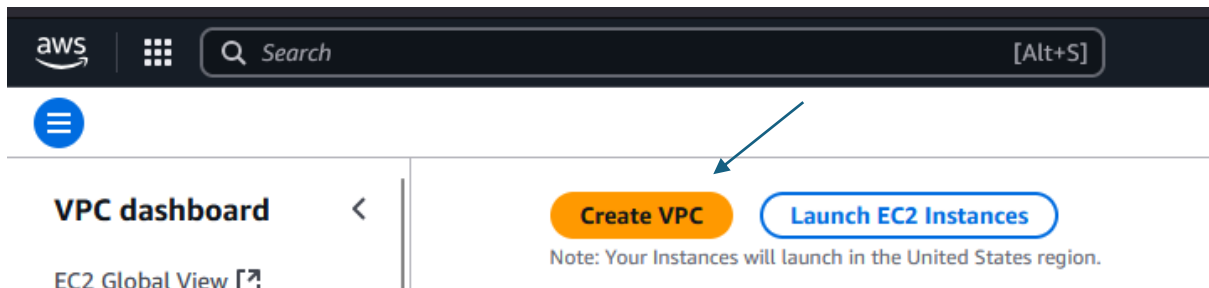 aws
Search
[Alt+S]
VPC dashboard
Create VPC
Launch EC2 Instances
Note: Your Instances will launch in the United States region.
EC2 Global View